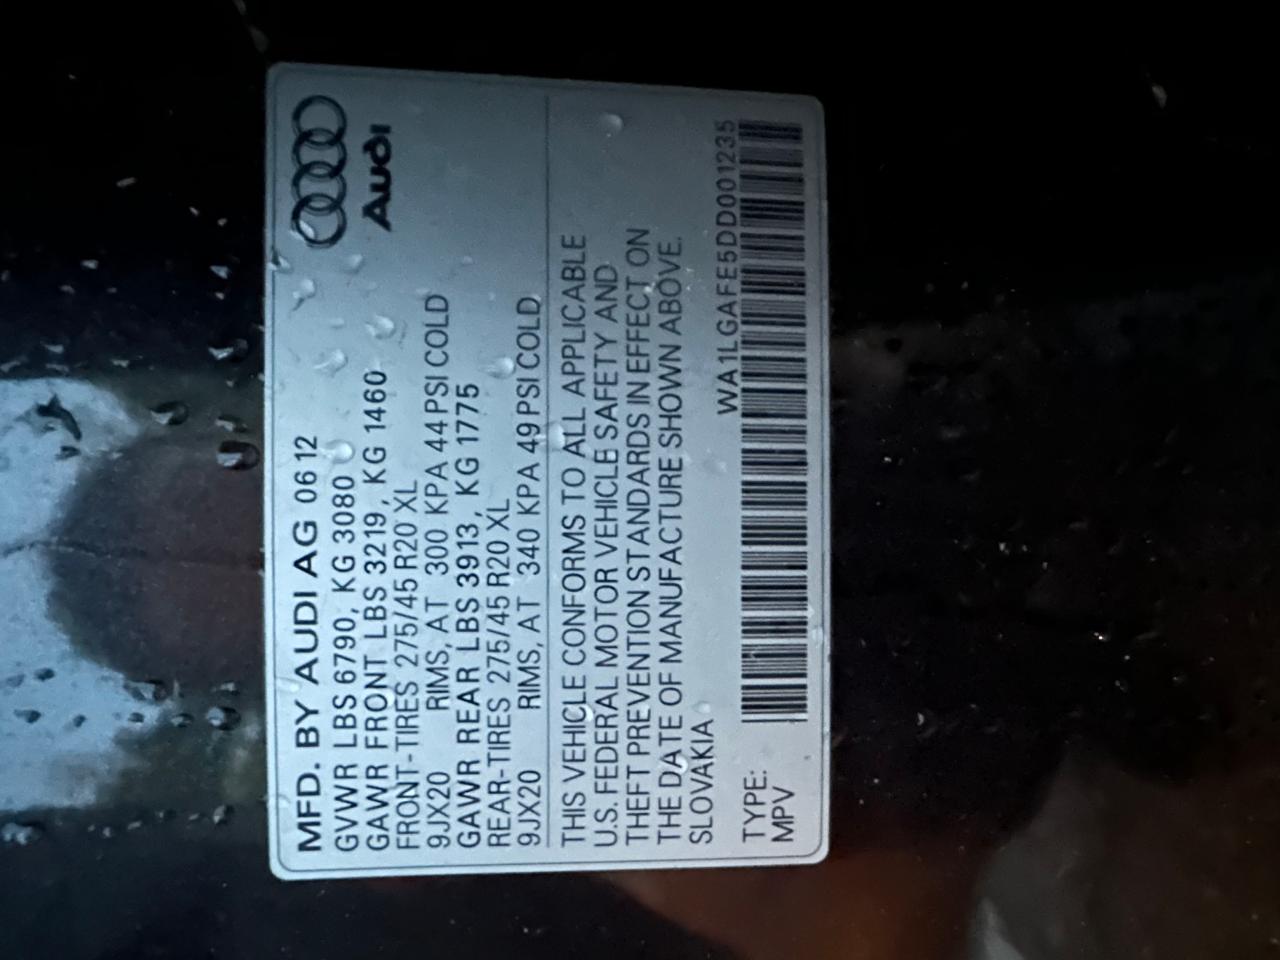 MFD. BY AUDI AG 0612
GVWR LBS 6790, KG 3080
GAWR FRONT LBS 3219, KG 1460
FRONT-TIRES 275/45 R20 XL
9JX20 RIMS, AT 300 KPA 44 PSI COLD
GAWR REAR LBS 3913, KG 1775
REAR-TIRES 275/45 R20 XL
9JX20 RIMS, AT 340 KPA 49 PSI COLD
Audi
THIS VEHICLE CONFORMS TO ALL APPLICABLE
U.S. FEDERAL MOTOR VEHICLE SAFETY AND
THEFT PREVENTION STANDARDS IN EFFECT ON
THE DATE OF MANUFACTURE SHOWN ABOVE.
SLOVAKIA
WA1LGAFE5DD001235
TYPE:
MPV